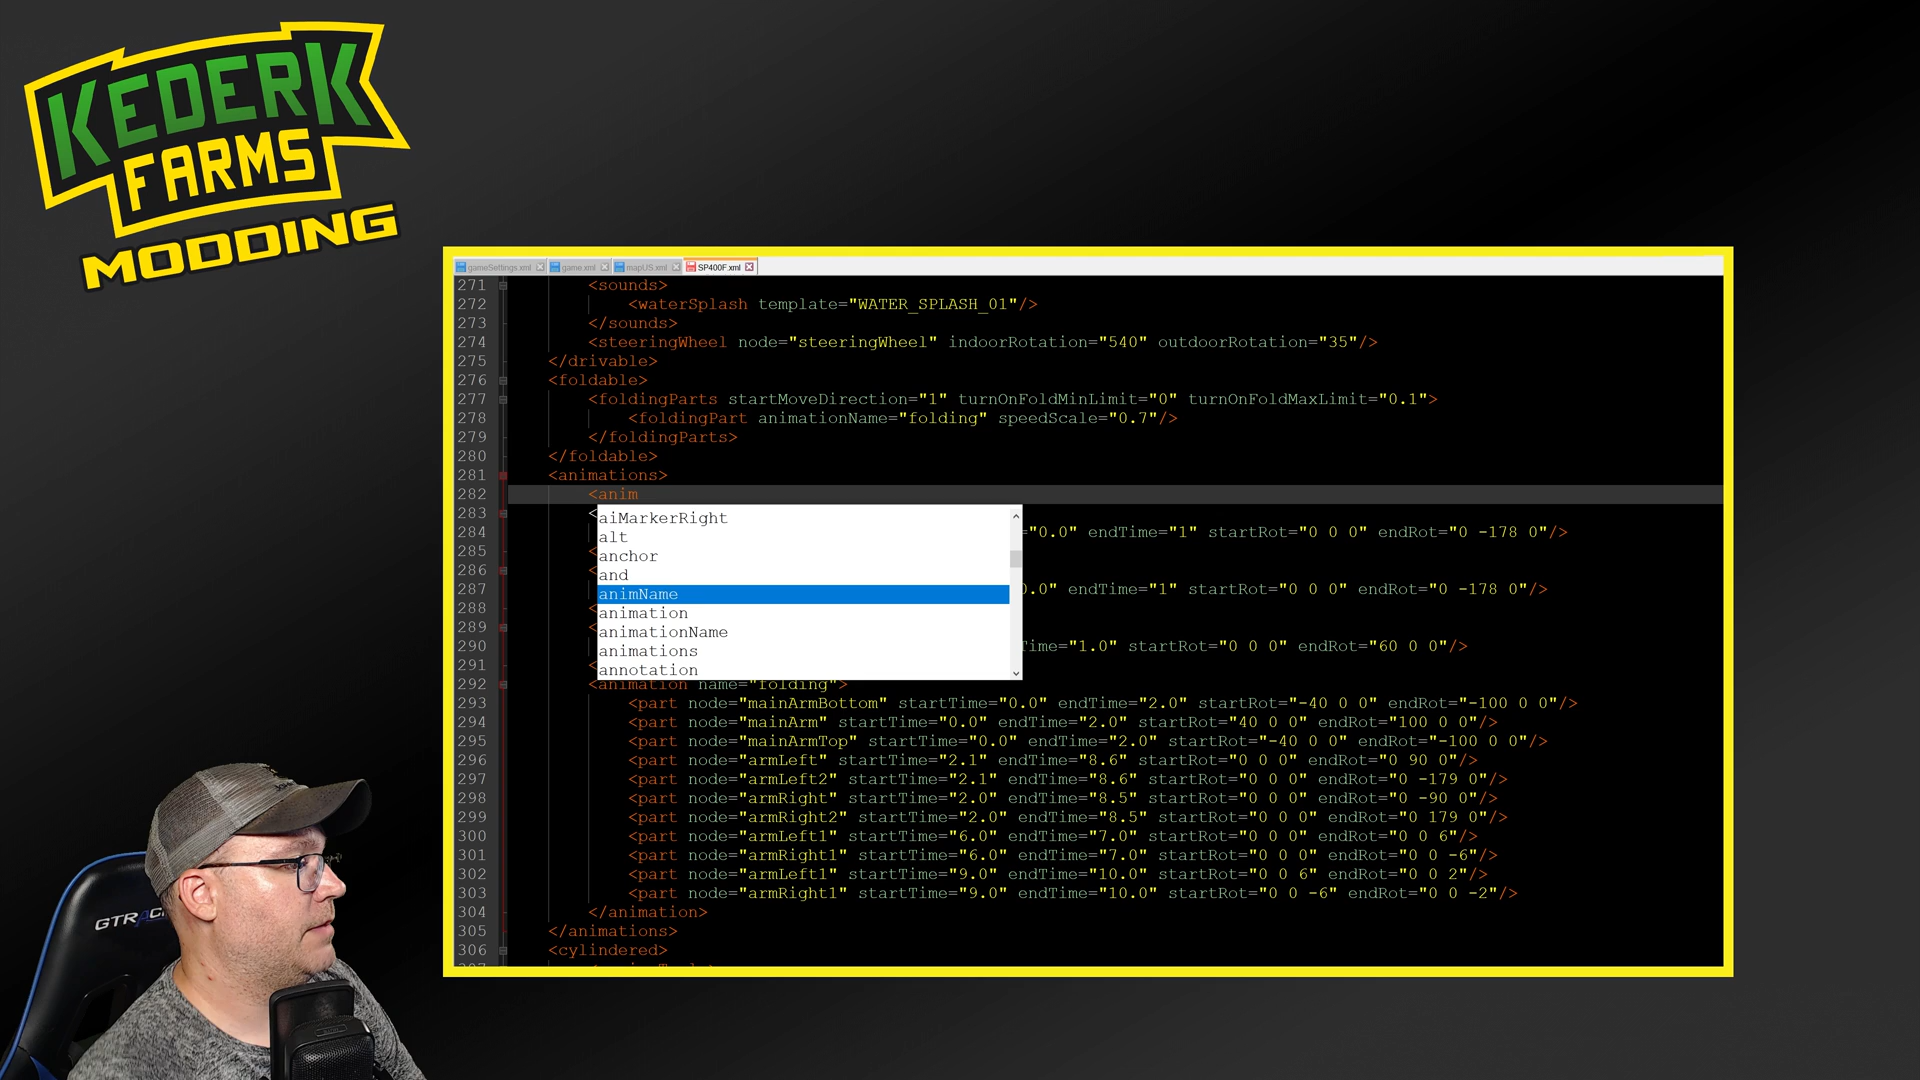 KEDERK
FARMS
MODDING
gameSettings.xml game.xml mapUS.xml SP400F.xml
271 <sounds>
272 <waterSplash template="WATER_SPLASH_01"/>
273 </sounds>
274 <steeringWheel node="steeringWheel" indoorRotation="540" outdoorRotation="35"/>
275 </drivable>
276 <foldable>
277 <foldingParts startMoveDirection="1" turnOnFoldMinLimit="0" turnOnFoldMaxLimit="0.1">
278 <foldingPart animationName="folding" speedScale="0.7"/>
279 </foldingParts>
280 </foldable>
281 <animations>
282 <anim
283 <
284 ="0.0" endTime="1" startRot="0 0 0" endRot="0 -178 0"/>
285 <
286 <
287 0.0" endTime="1" startRot="0 0 0" endRot="0 -178 0"/>
288 <
289 <
290 Time="1.0" startRot="0 0 0" endRot="60 0 0"/>
291 <
aiMarkerRight
alt
anchor
and
animName
animation
animationName
animations
annotation
292 <animation name="folding">
293 <part node="mainArmBottom" startTime="0.0" endTime="2.0" startRot="-40 0 0" endRot="-100 0 0"/>
294 <part node="mainArm" startTime="0.0" endTime="2.0" startRot="40 0 0" endRot="100 0 0"/>
295 <part node="mainArmTop" startTime="0.0" endTime="2.0" startRot="-40 0 0" endRot="-100 0 0"/>
296 <part node="armLeft" startTime="2.1" endTime="8.6" startRot="0 0 0" endRot="0 90 0"/>
297 <part node="armLeft2" startTime="2.1" endTime="8.6" startRot="0 0 0" endRot="0 -179 0"/>
298 <part node="armRight" startTime="2.0" endTime="8.5" startRot="0 0 0" endRot="0 -90 0"/>
299 <part node="armRight2" startTime="2.0" endTime="8.5" startRot="0 0 0" endRot="0 179 0"/>
300 <part node="armLeft1" startTime="6.0" endTime="7.0" startRot="0 0 0" endRot="0 0 6"/>
301 <part node="armRight1" startTime="6.0" endTime="7.0" startRot="0 0 0" endRot="0 0 -6"/>
302 <part node="armLeft1" startTime="9.0" endTime="10.0" startRot="0 0 6" endRot="0 0 2"/>
303 <part node="armRight1" startTime="9.0" endTime="10.0" startRot="0 0 -6" endRot="0 0 -2"/>
304 </animation>
305 </animations>
306 <cylindered>